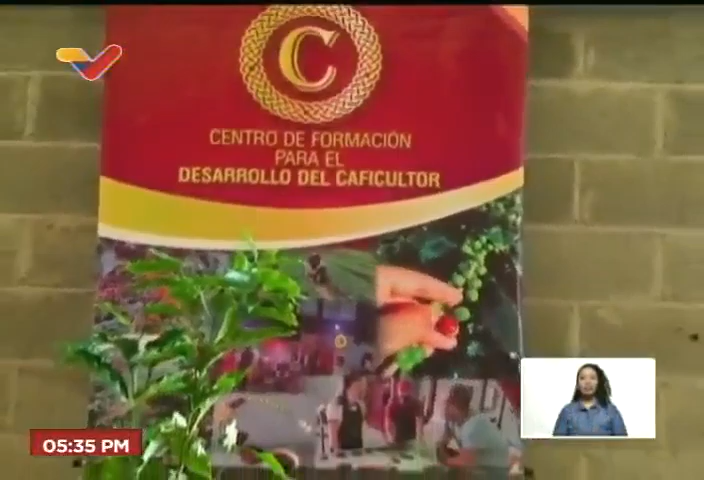 C
CENTRO DE FORMACIÓN
PARA EL
DESARROLLO DEL CAFICULTOR
05:35 PM